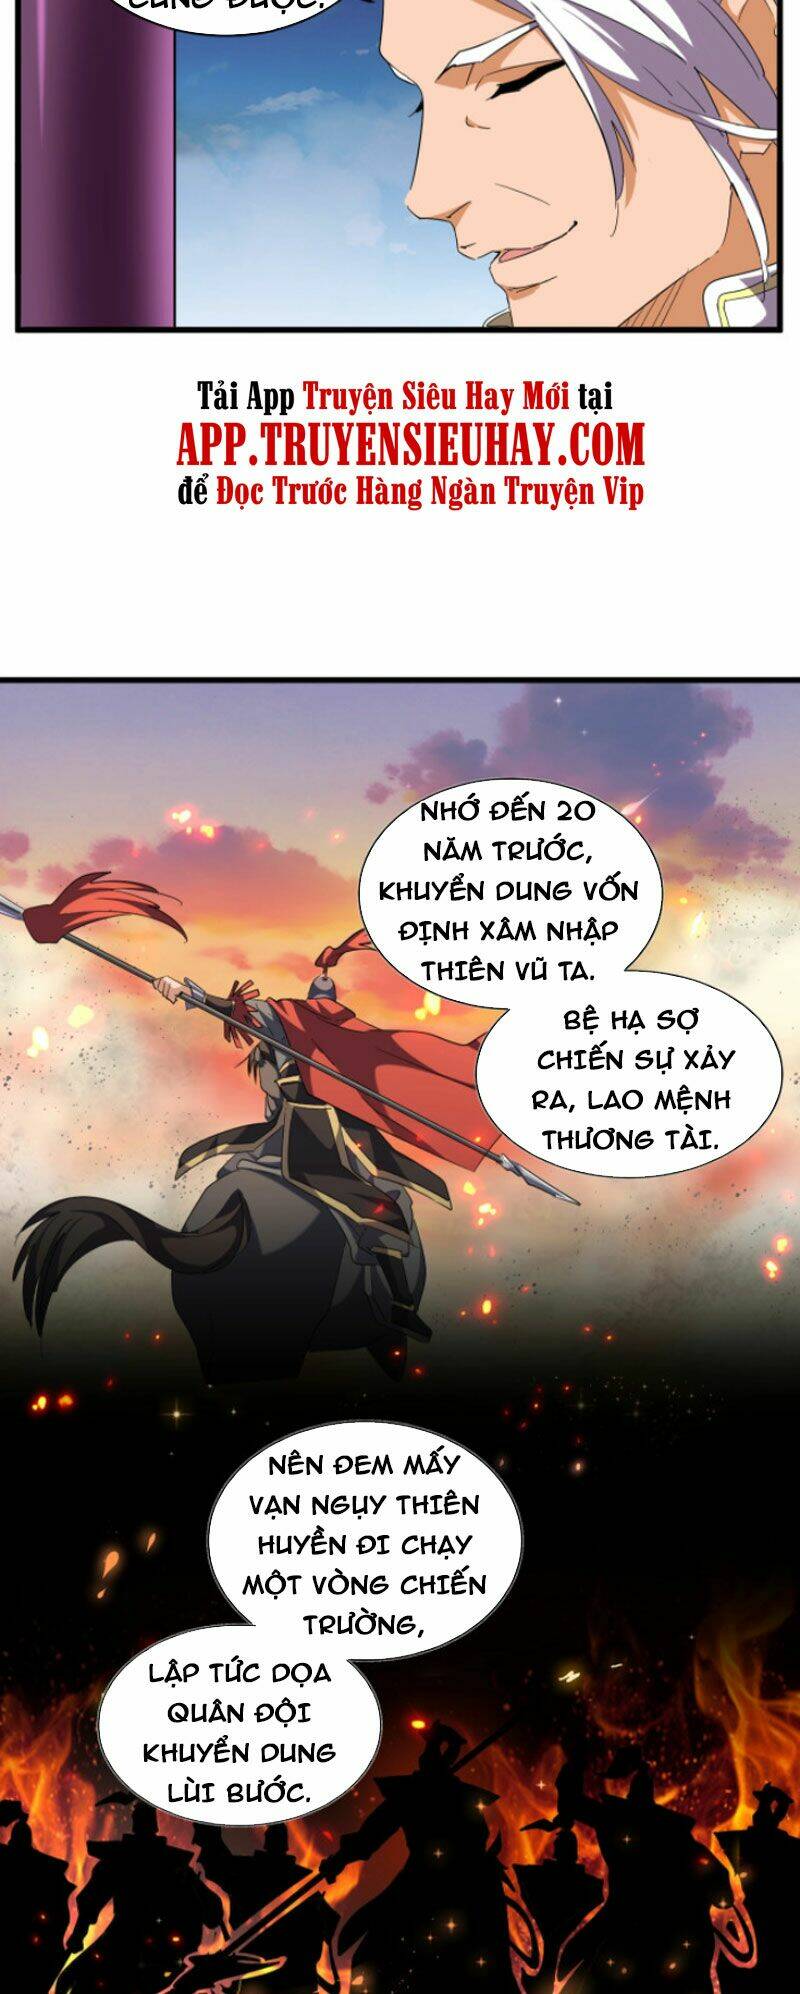 CŨNG ĐƯỢC.
Tải App Truyện Siêu Hay Mới tại
APP.TRUYENSIEUHAY.COM
để Đọc Trước Hàng Ngàn Truyện Vip
NHỚ ĐẾN 20
NĂM TRƯỚC,
KHUYỂN DUNG VỐN
ĐỊNH XÂM NHẬP
THIÊN VŨ TA.
BỆ HẠ SỢ
CHIẾN SỰ XẢY
RA, LAO MỆNH
THƯƠNG TÀI.
NÊN ĐEM MẤY
VẠN NGỤY THIÊN
HUYỀN ĐI CHẠY
MỘT VÒNG CHIẾN
TRƯỜNG,
LẬP TỨC DỌA
QUÂN ĐỘI
KHUYỂN DUNG
LÙI BƯỚC.